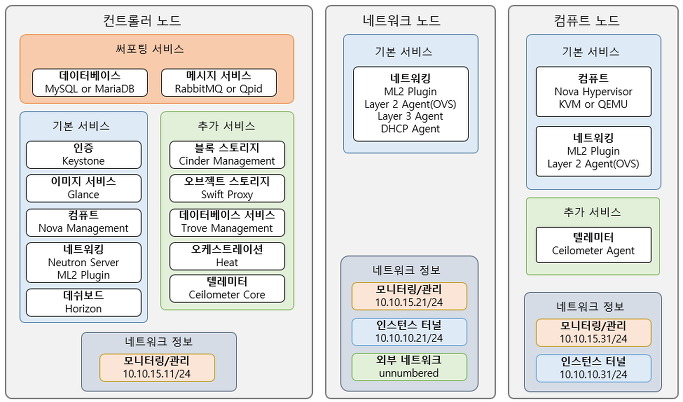 컨트롤러 노드
써포팅 서비스
데이터베이스
MySQL or MariaDB
메시지 서비스
RabbitMQ or Qpid
기본 서비스
인증
Keystone
이미지 서비스
Glance
컴퓨트
Nova Management
네트워킹
Neutron Server
ML2 Plugin
데쉬보드
Horizon
추가 서비스
블록 스토리지
Cinder Management
오브젝트 스토리지
Swift Proxy
데이터베이스 서비스
Trove Management
오케스트레이션
Heat
텔레미터
Ceilometer Core
네트워크 정보
모니터링/관리
10.10.15.11/24
네트워크 노드
기본 서비스
네트워킹
ML2 Plugin
Layer 2 Agent(OVS)
Layer 3 Agent
DHCP Agent
네트워크 정보
모니터링/관리
10.10.15.21/24
인스턴스 터널
10.10.10.21/24
외부 네트워크
unnumbered
컴퓨트 노드
기본 서비스
컴퓨트
Nova Hypervisor
KVM or QEMU
네트워킹
ML2 Plugin
Layer 2 Agent(OVS)
추가 서비스
텔레미터
Ceilometer Agent
네트워크 정보
모니터링/관리
10.10.15.31/24
인스턴스 터널
10.10.10.31/24